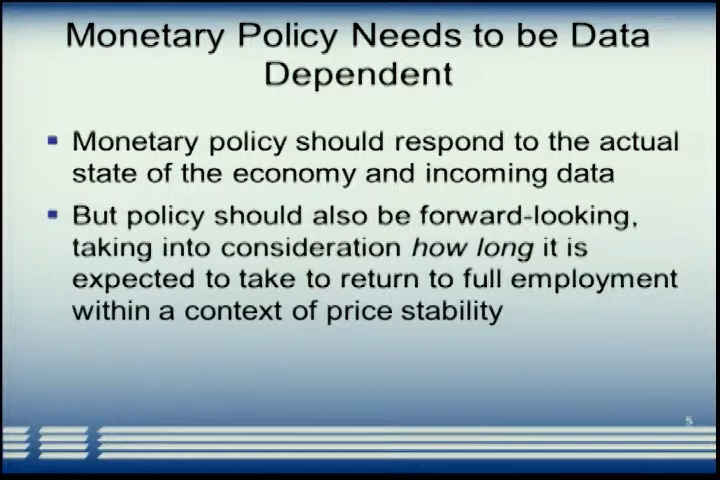 Monetary Policy Needs to be Data
Dependent
Monetary policy should respond to the actual
state of the economy and incoming data
But policy should also be forward-looking,
taking into consideration how long it is
expected to take to return to full employment
within a context of price stability
5